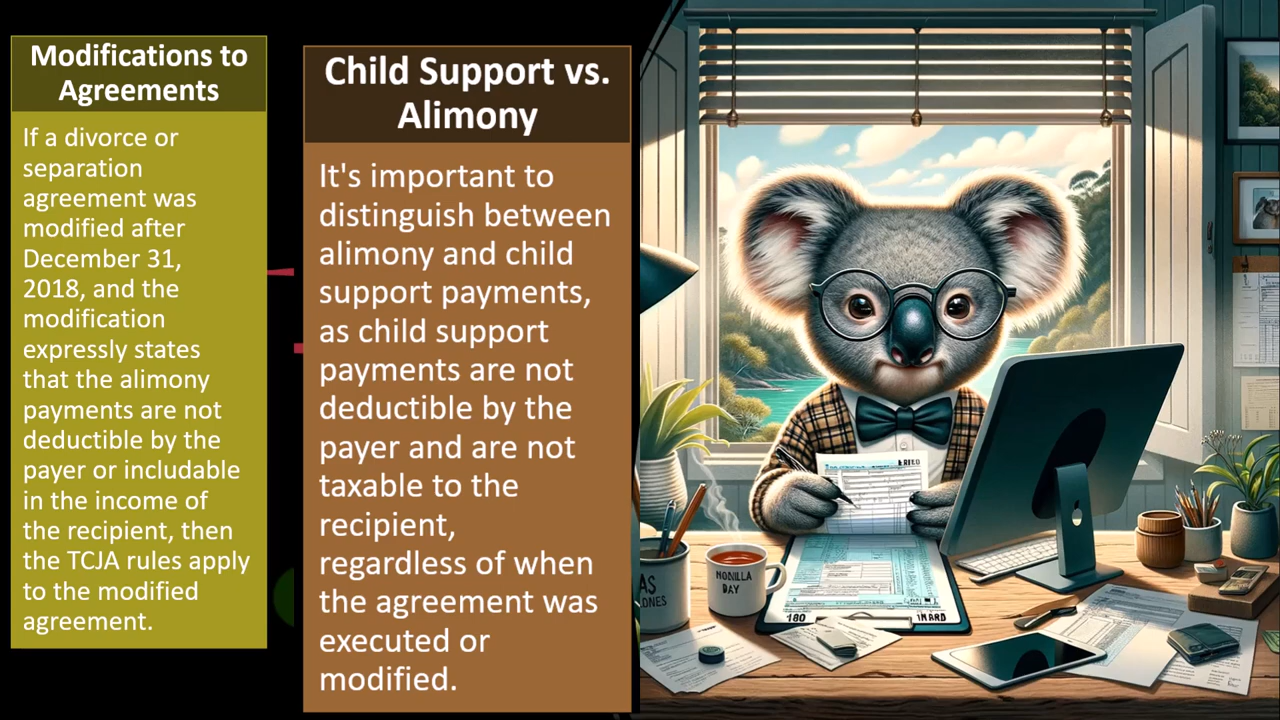 Modifications to
Agreements
If a divorce or
separation
agreement was
modified after
December 31,
2018, and the
modification
expressly states
that the alimony
payments are not
deductible by the
payer or includable
in the income of
the recipient, then
the TCJA rules apply
to the modified
agreement.
Child Support vs.
Alimony
It's important to
distinguish between
alimony and child
support payments,
as child support
payments are not
deductible by the
payer and are not
taxable to the
recipient,
regardless of when
the agreement was
executed or
modified.
AS
ONES
NODILLA
DAY
180